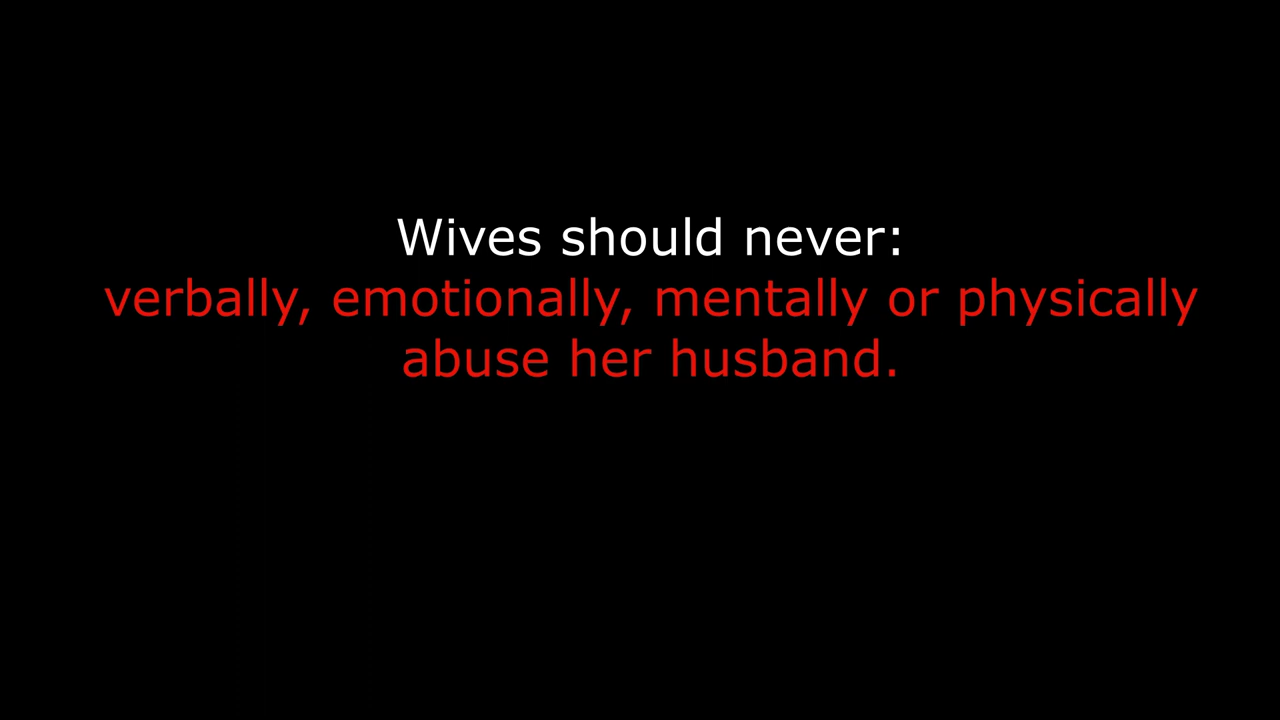 Wives should never:
verbally, emotionally, mentally or physically
abuse her husband.